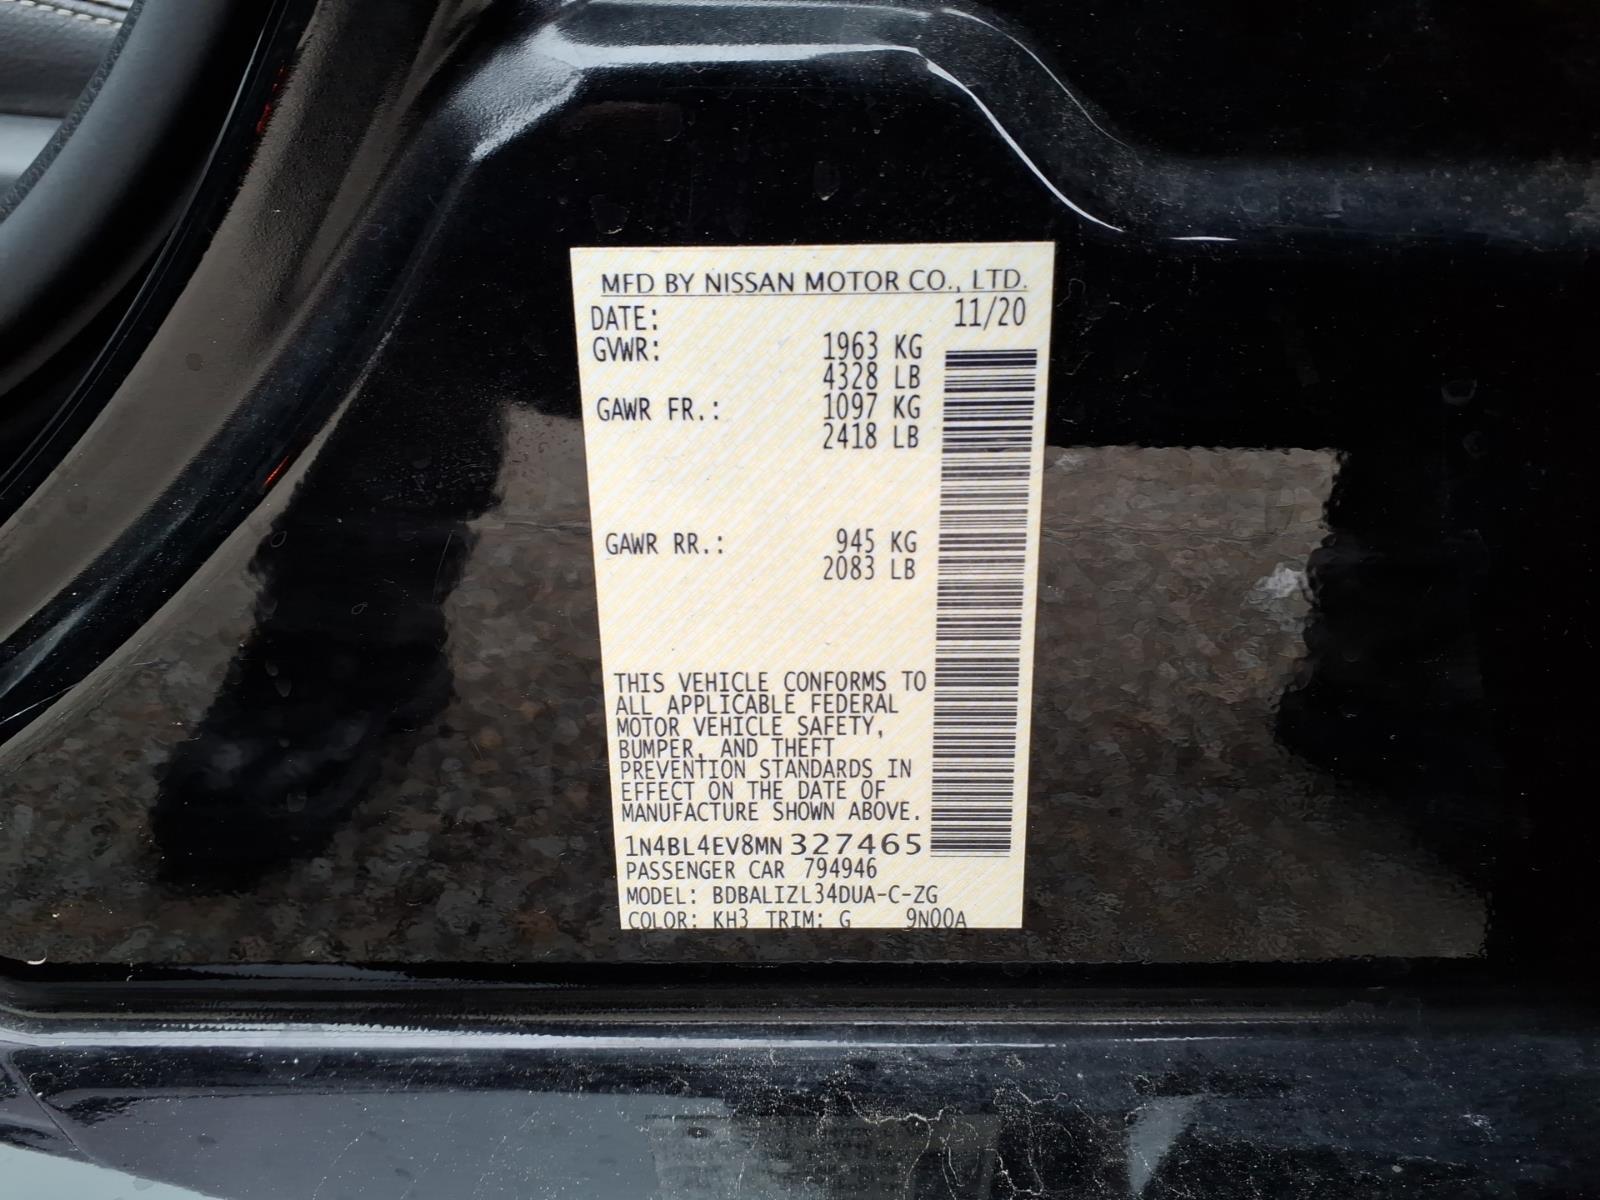 MFD BY NISSAN MOTOR CO., LTD.
DATE: 11/20
GVWR: 1963 KG
4328 LB
GAWR FR.: 1097 KG
2418 LB
GAWR RR.: 945 KG
2083 LB
THIS VEHICLE CONFORMS TO
ALL APPLICABLE FEDERAL
MOTOR VEHICLE SAFETY,
BUMPER, AND THEFT
PREVENTION STANDARDS IN
EFFECT ON THE DATE OF
MANUFACTURE SHOWN ABOVE.
1N4BL4EV8MN 327465
PASSENGER CAR 794946
MODEL: BDBALIZL34DUA-C-ZG
COLOR: KH3 TRIM: G 9N00A